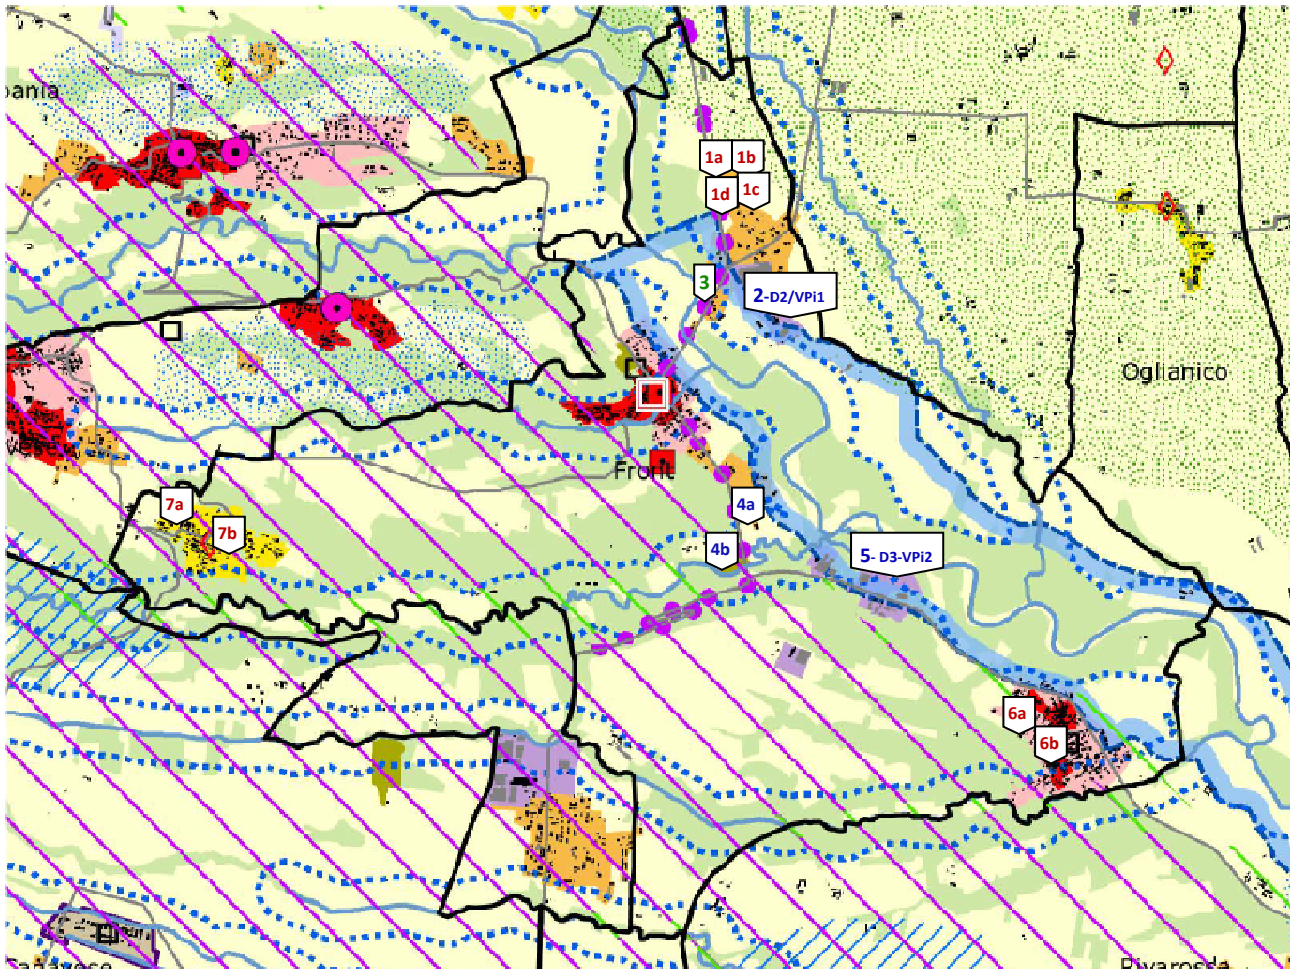 pania
1a 1b
1d 1c
3
2-D2/VPi1
Oglianico
Front
7a
7b
4a
4b
5- D3-VPi2
6a
6b